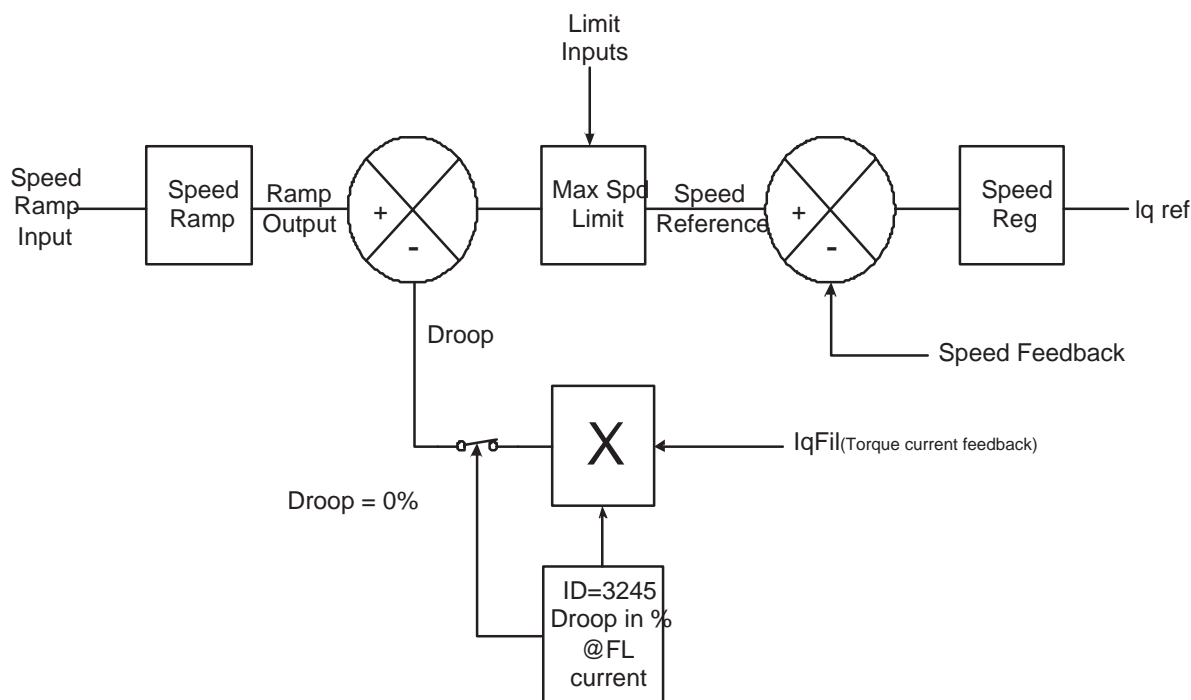 Limit
Inputs
Speed
Ramp
Input
Speed
Ramp
Ramp
Output
+
-
Max Spd
Limit
Speed
Reference
+
-
Speed
Reg
Iq ref
Droop
Speed Feedback
X
IqFil(Torque current feedback)
Droop = 0%
ID=3245
Droop in %
@FL
current